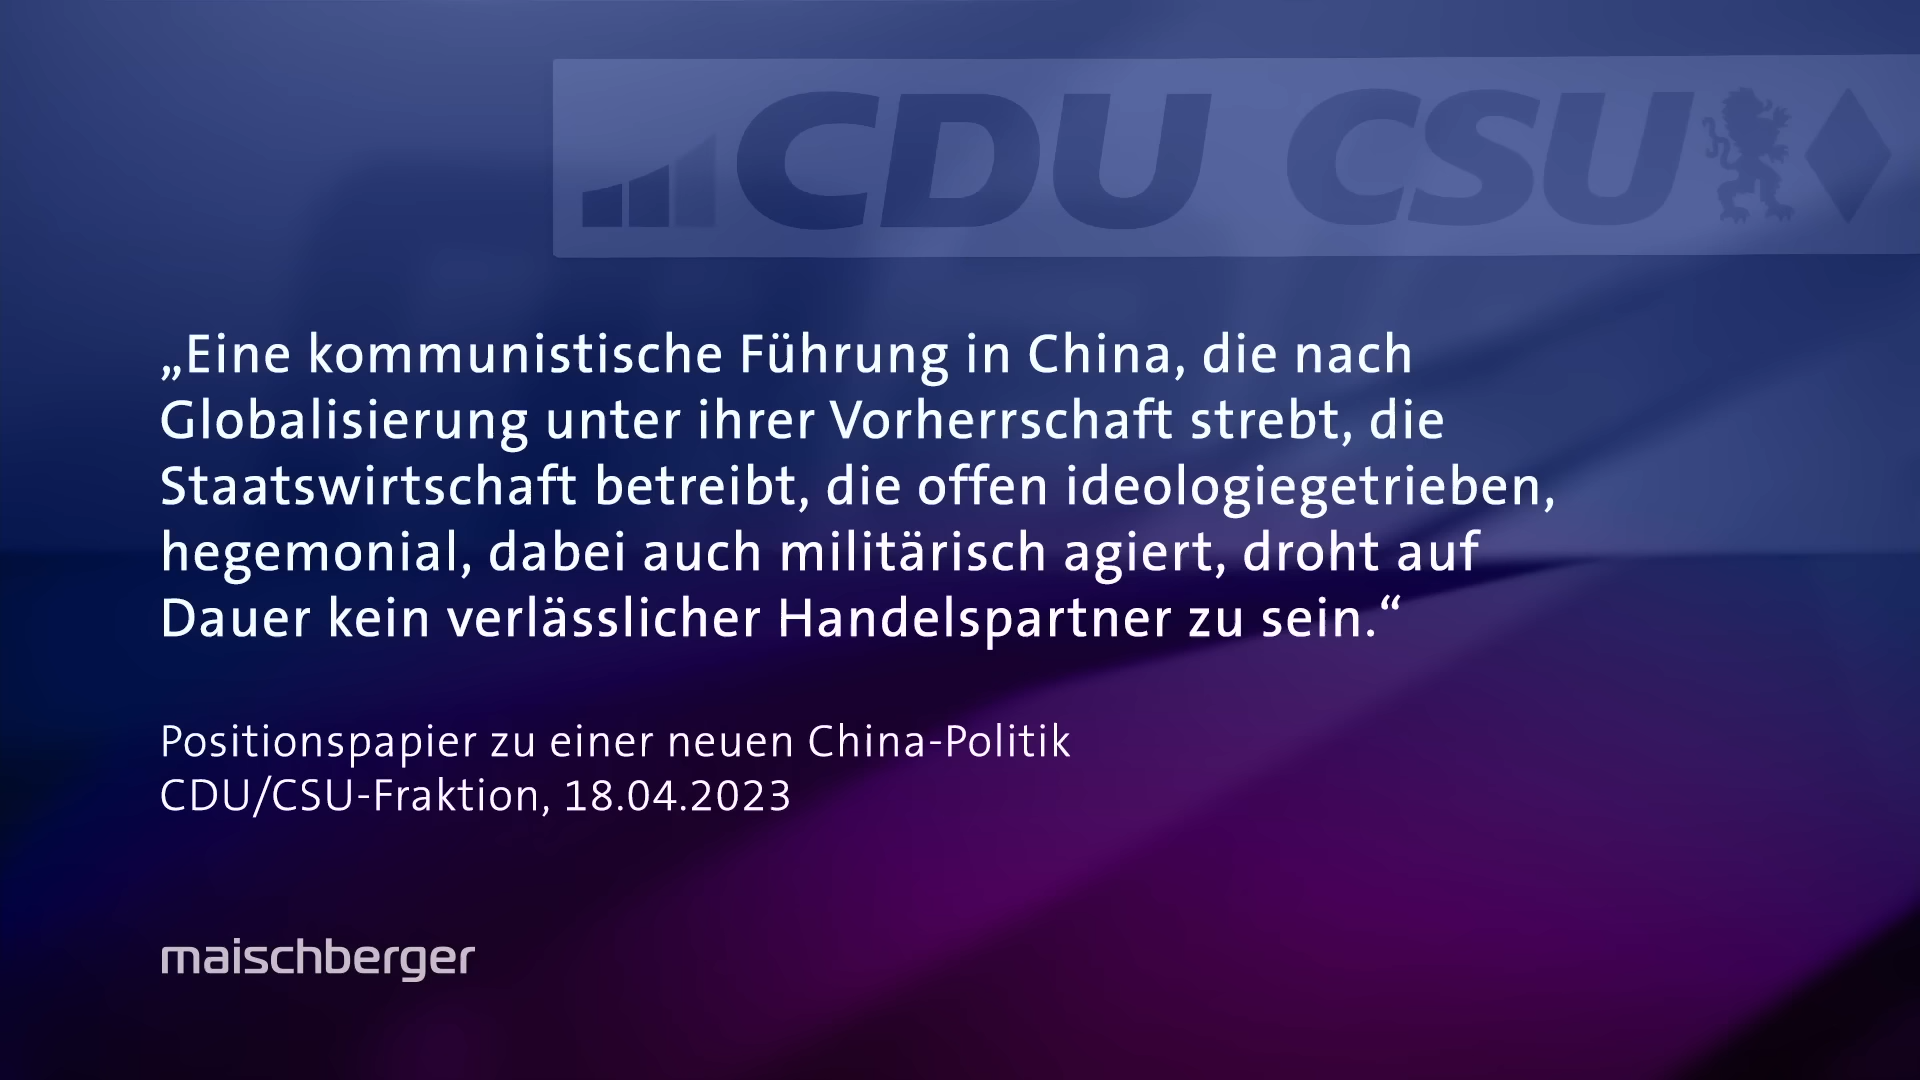 CDU CSU
„Eine kommunistische Führung in China, die nach
Globalisierung unter ihrer Vorherrschaft strebt, die
Staatswirtschaft betreibt, die offen ideologiegetrieben,
hegemonial, dabei auch militärisch agiert, droht auf
Dauer kein verlässlicher Handelspartner zu sein.“
Positionspapier zu einer neuen China-Politik
CDU/CSU-Fraktion, 18.04.2023
maischberger